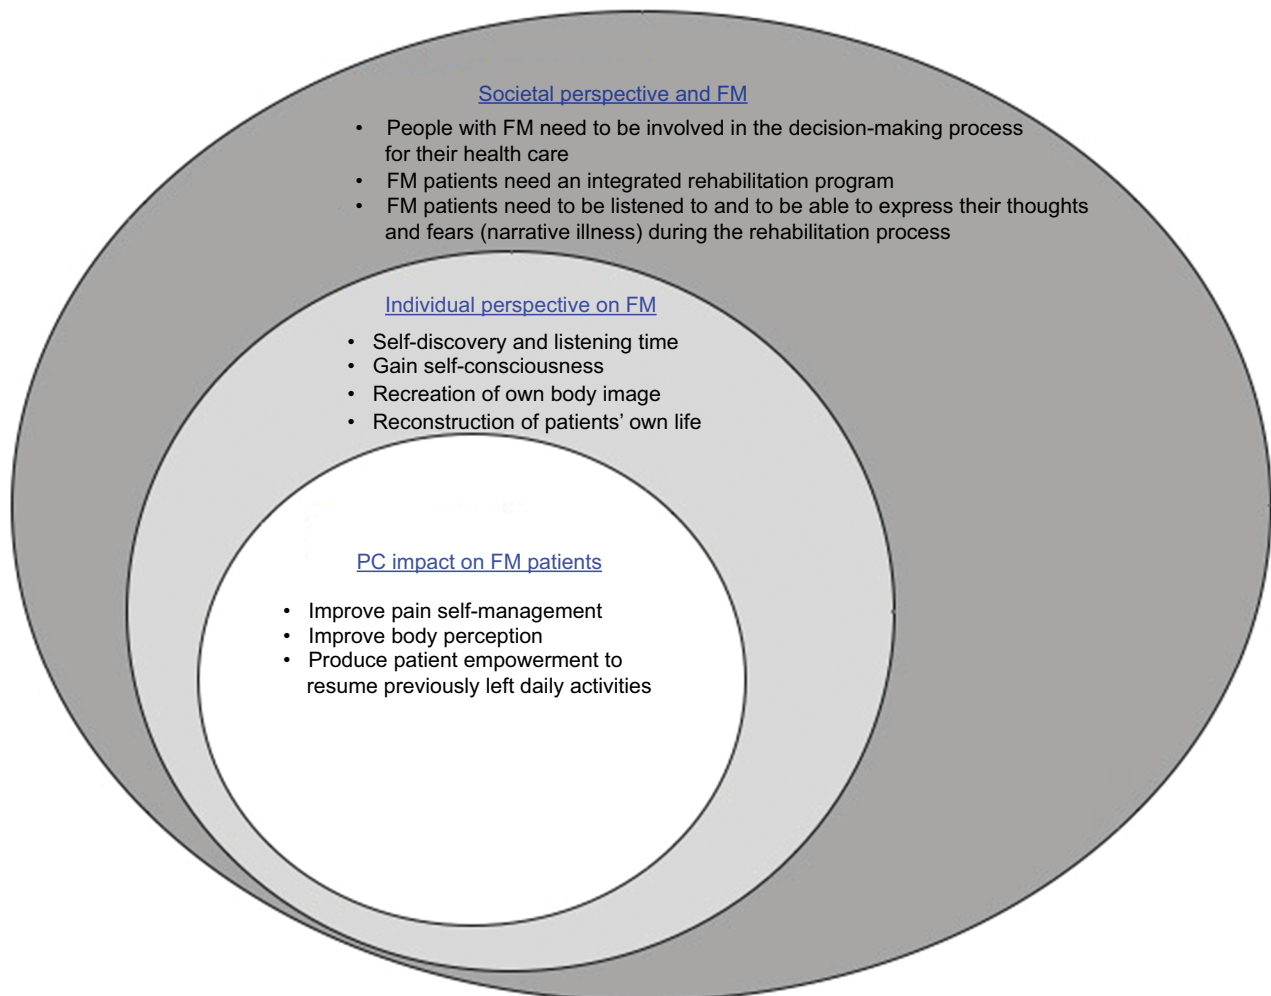 Societal perspective and FM
• People with FM need to be involved in the decision-making process
for their health care
• FM patients need an integrated rehabilitation program
• FM patients need to be listened to and to be able to express their thoughts
and fears (narrative illness) during the rehabilitation process
Individual perspective on FM
• Self-discovery and listening time
• Gain self-consciousness
• Recreation of own body image
• Reconstruction of patients’ own life
PC impact on FM patients
• Improve pain self-management
• Improve body perception
• Produce patient empowerment to
resume previously left daily activities